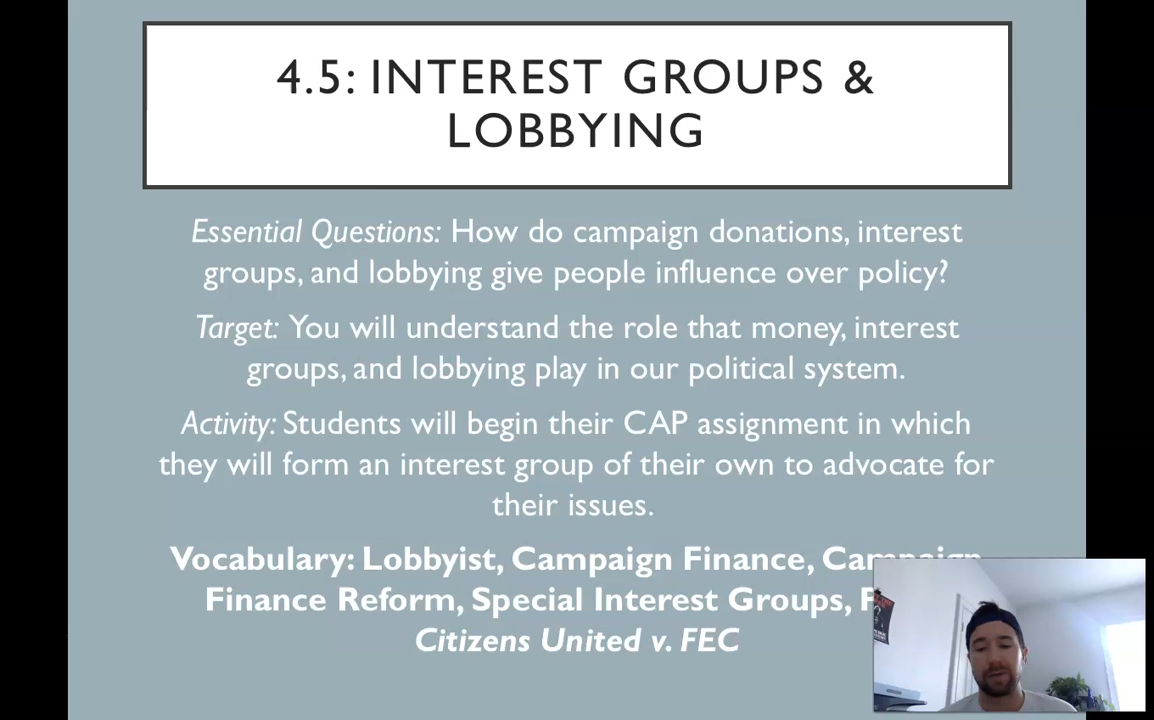 4.5: INTEREST GROUPS &
LOBBYING
Essential Questions: How do campaign donations, interest
groups, and lobbying give people influence over policy?
Target: You will understand the role that money, interest
groups, and lobbying play in our political system.
Activity: Students will begin their CAP assignment in which
they will form an interest group of their own to advocate for
their issues.
Vocabulary: Lobbyist, Campaign Finance, Campaign
Finance Reform, Special Interest Groups,
Citizens United v. FEC